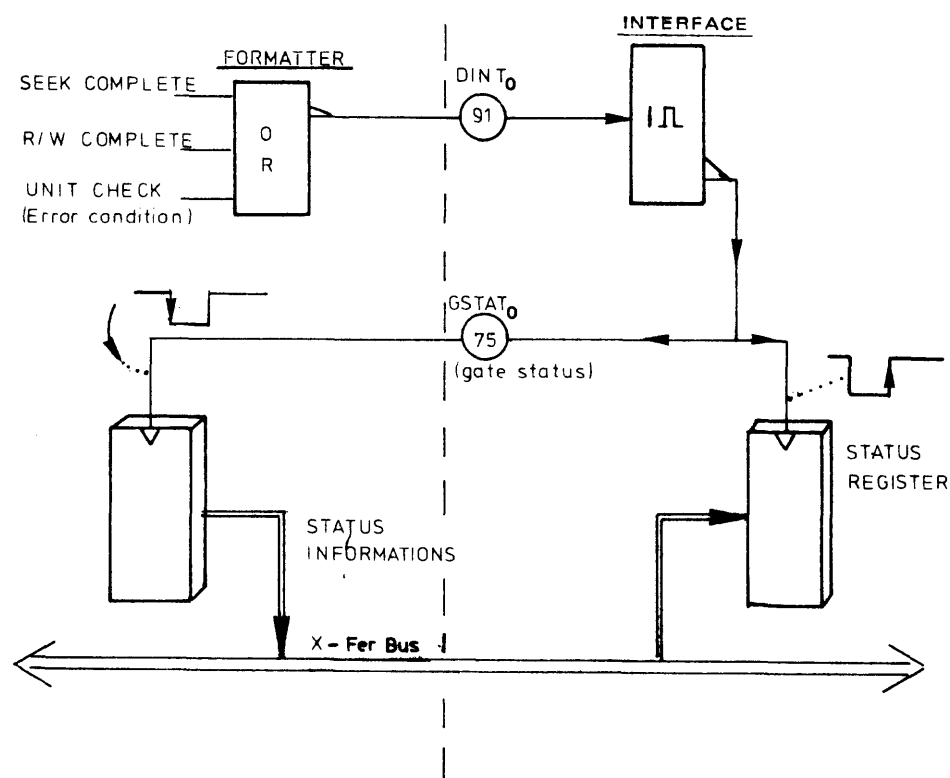 INTERFACE
FORMATTER
SEEK COMPLETE
R/W COMPLETE
UNIT CHECK
(Error condition)
O
R
DINT0
91
1
GSTAT0
75
(gate status)
STATUS
REGISTER
STATUS
INFORMATIONS
X-Fer Bus